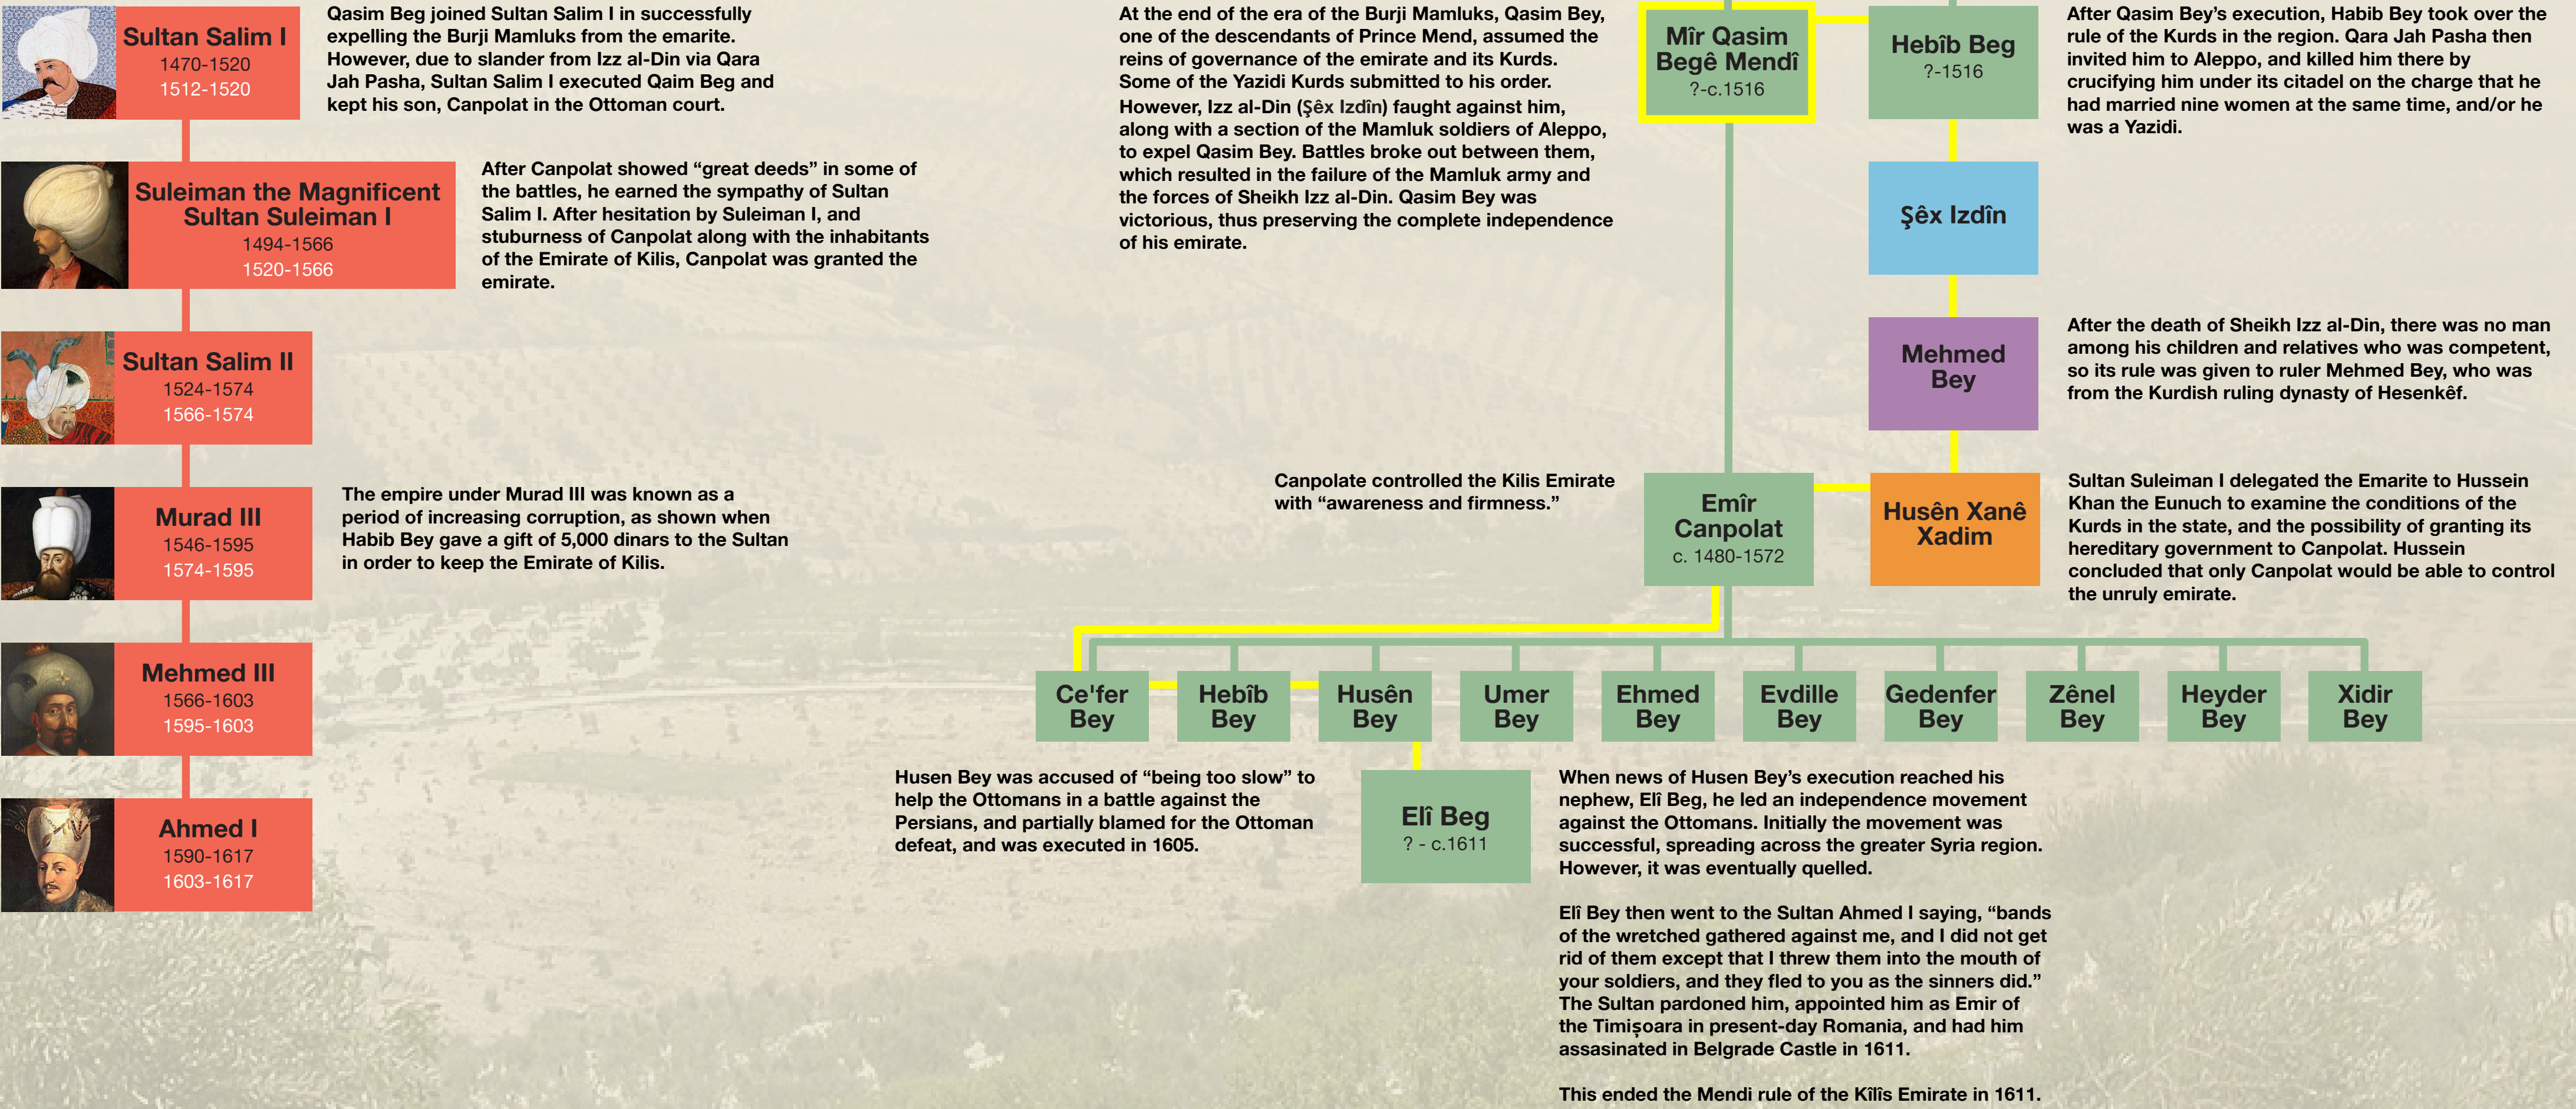 Sultan Salim I
1470-1520
1512-1520
Qasim Beg joined Sultan Salim I in successfully
expelling the Burji Mamluks from the emarite.
However, due to slander from Izz al-Din via Qara
Jah Pasha, Sultan Salim I executed Qaim Beg and
kept his son, Canpolat in the Ottoman court.
Suleiman the Magnificent
Sultan Suleiman I
1494-1566
1520-1566
After Canpolat showed “great deeds” in some of
the battles, he earned the sympathy of Sultan
Salim I. After hesitation by Suleiman I, and
stuburness of Canpolat along with the inhabitants
of the Emirate of Kilis, Canpolat was granted the
emirate.
Sultan Salim II
1524-1574
1566-1574
Murad III
1546-1595
1574-1595
The empire under Murad III was known as a
period of increasing corruption, as shown when
Habib Bey gave a gift of 5,000 dinars to the Sultan
in order to keep the Emirate of Kilis.
Mehmed III
1566-1603
1595-1603
Ahmed I
1590-1617
1603-1617
At the end of the era of the Burji Mamluks, Qasim Bey,
one of the descendants of Prince Mend, assumed the
reins of governance of the emirate and its Kurds.
Some of the Yazidi Kurds submitted to his order.
However, Izz al-Din (Şêx Izdîn) faught against him,
along with a section of the Mamluk soldiers of Aleppo,
to expel Qasim Bey. Battles broke out between them,
which resulted in the failure of the Mamluk army and
the forces of Sheikh Izz al-Din. Qasim Bey was
victorious, thus preserving the complete independence
of his emirate.
Mîr Qasim
Begê Mendî
?-c.1516
Hebîb Beg
?-1516
After Qasim Bey’s execution, Habib Bey took over the
rule of the Kurds in the region. Qara Jah Pasha then
invited him to Aleppo, and killed him there by
crucifying him under its citadel on the charge that he
had married nine women at the same time, and/or he
was a Yazidi.
Şêx Izdîn
Mehmed
Bey
After the death of Sheikh Izz al-Din, there was no man
among his children and relatives who was competent,
so its rule was given to ruler Mehmed Bey, who was
from the Kurdish ruling dynasty of Hesenkêf.
Canpolate controlled the Kilis Emirate
with “awareness and firmness.”
Emîr
Canpolat
c. 1480-1572
Husên Xanê
Xadim
Sultan Suleiman I delegated the Emarite to Hussein
Khan the Eunuch to examine the conditions of the
Kurds in the state, and the possibility of granting its
hereditary government to Canpolat. Hussein
concluded that only Canpolat would be able to control
the unruly emirate.
Ce'fer
Bey
Hebîb
Bey
Husên
Bey
Umer
Bey
Ehmed
Bey
Evdille
Bey
Gedenfer
Bey
Zênel
Bey
Heyder
Bey
Xidir
Bey
Husen Bey was accused of “being too slow” to
help the Ottomans in a battle against the
Persians, and partially blamed for the Ottoman
defeat, and was executed in 1605.
Elî Beg
? - c.1611
When news of Husen Bey’s execution reached his
nephew, Elî Beg, he led an independence movement
against the Ottomans. Initially the movement was
successful, spreading across the greater Syria region.
However, it was eventually quelled.
Elî Bey then went to the Sultan Ahmed I saying, “bands
of the wretched gathered against me, and I did not get
rid of them except that I threw them into the mouth of
your soldiers, and they fled to you as the sinners did.”
The Sultan pardoned him, appointed him as Emir of
the Timișoara in present-day Romania, and had him
assasinated in Belgrade Castle in 1611.
This ended the Mendi rule of the Kîlîs Emirate in 1611.